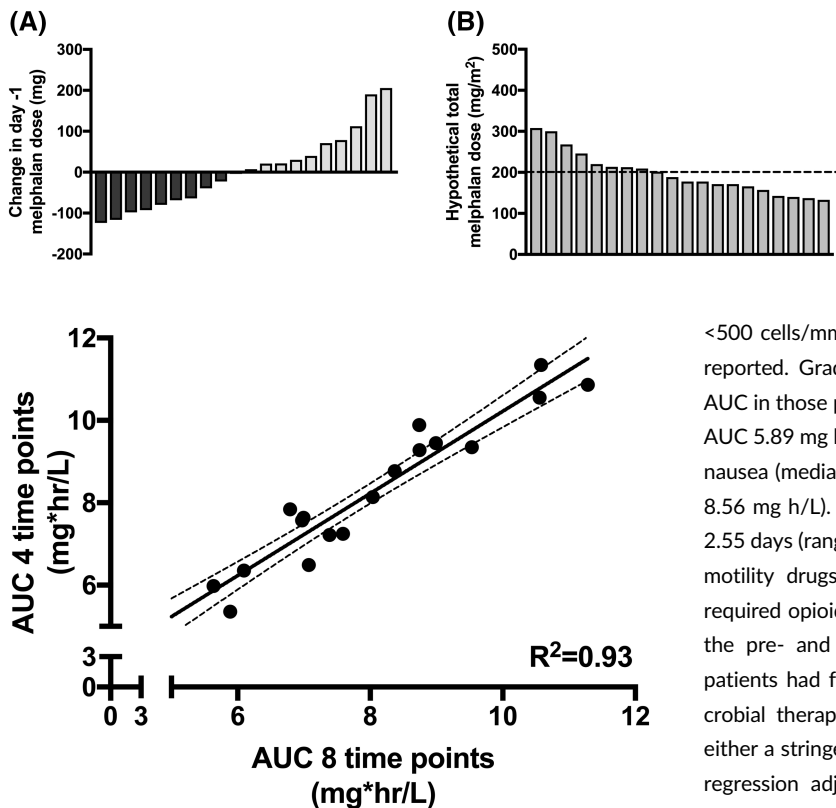 (A)
300
200
100
0
-100
-200
Change in day -1
melphalan dose (mg)
(B)
500
400
300
200
100
0
Hypothetical total
melphalan dose (mg/m²)
12
10
8
6
3
0
AUC 4 time points
(mg*hr/L)
R²=0.93
0 3 6 8 10 12
AUC 8 time points
(mg*hr/L)
<500 cells/mm
reported. Grad
AUC in those p
AUC 5.89 mg h
nausea (media
8.56 mg h/L).
2.55 days (rang
motility drugs
required opioid
the pre- and
patients had f
crobial therap
either a stringe
regression adj